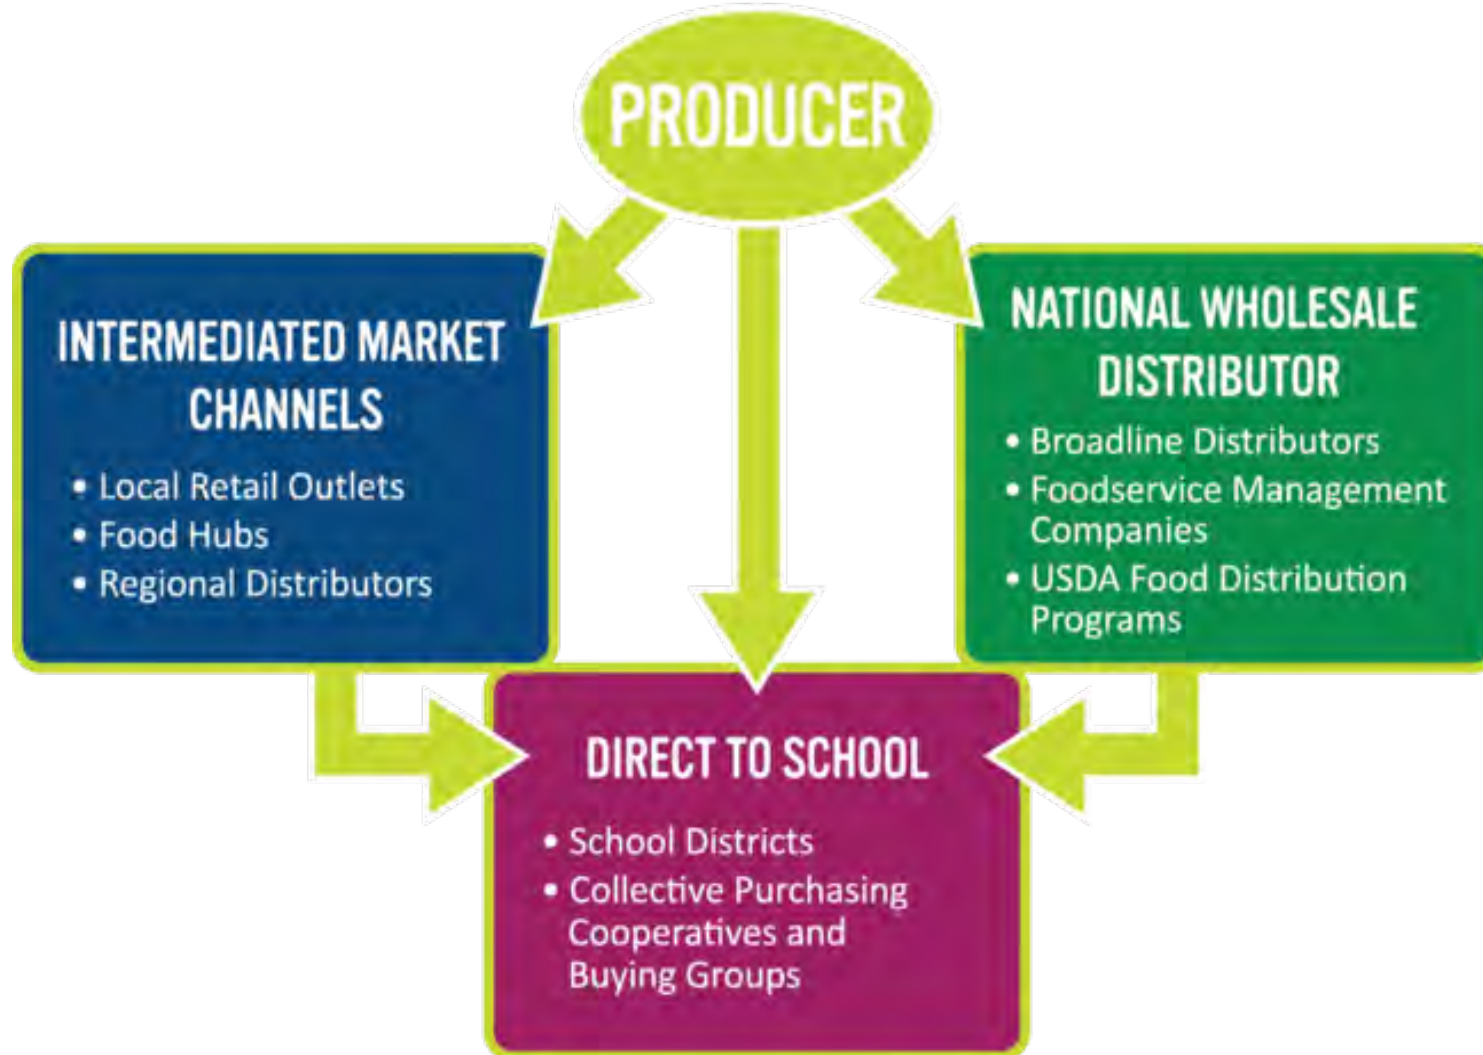 PRODUCER
INTERMEDIATED MARKET
CHANNELS
• Local Retail Outlets
• Food Hubs
• Regional Distributors
NATIONAL WHOLESALE
DISTRIBUTOR
• Broadline Distributors
• Foodservice Management
Companies
• USDA Food Distribution
Programs
DIRECT TO SCHOOL
• School Districts
• Collective Purchasing
Cooperatives and
Buying Groups